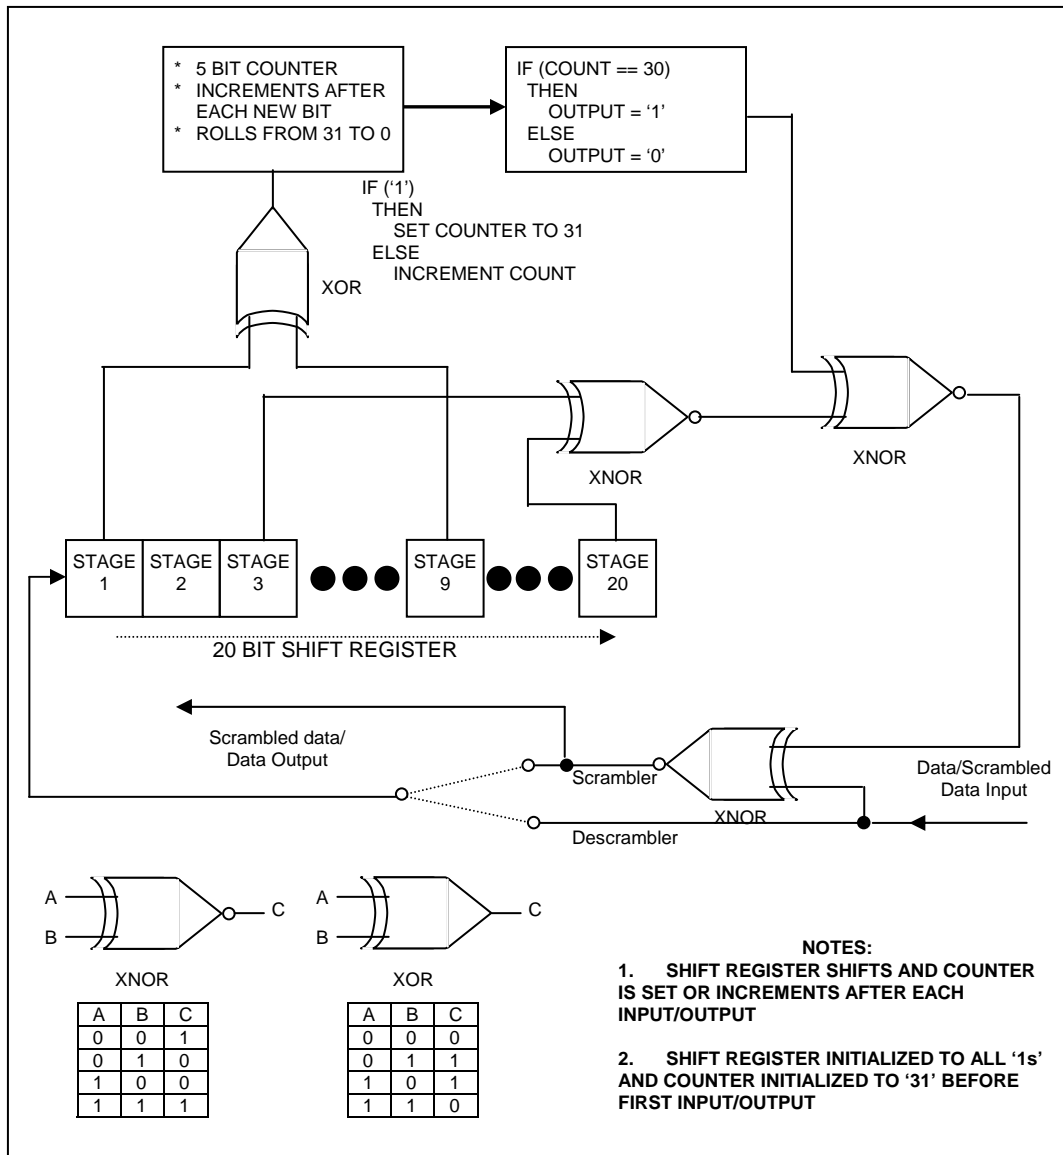 * 5 BIT COUNTER
* INCREMENTS AFTER
EACH NEW BIT
* ROLLS FROM 31 TO 0
IF (COUNT == 30)
THEN
OUTPUT = ‘1’
ELSE
OUTPUT = ‘0’
IF (‘1’)
THEN
SET COUNTER TO 31
ELSE
INCREMENT COUNT
XOR
XNOR
XNOR
STAGE
1
STAGE
2
STAGE
3
STAGE
9
STAGE
20
20 BIT SHIFT REGISTER
Scrambled data/
Data Output
Scrambler
XNOR
Data/Scrambled
Data Input
Descrambler
A
B
C
XNOR
A B C
0 0 1
0 1 0
1 0 0
1 1 1
A
B
C
XOR
A B C
0 0 0
0 1 1
1 0 1
1 1 0
NOTES:
1. SHIFT REGISTER SHIFTS AND COUNTER
IS SET OR INCREMENTS AFTER EACH
INPUT/OUTPUT
2. SHIFT REGISTER INITIALIZED TO ALL ‘1s’
AND COUNTER INITIALIZED TO ‘31’ BEFORE
FIRST INPUT/OUTPUT